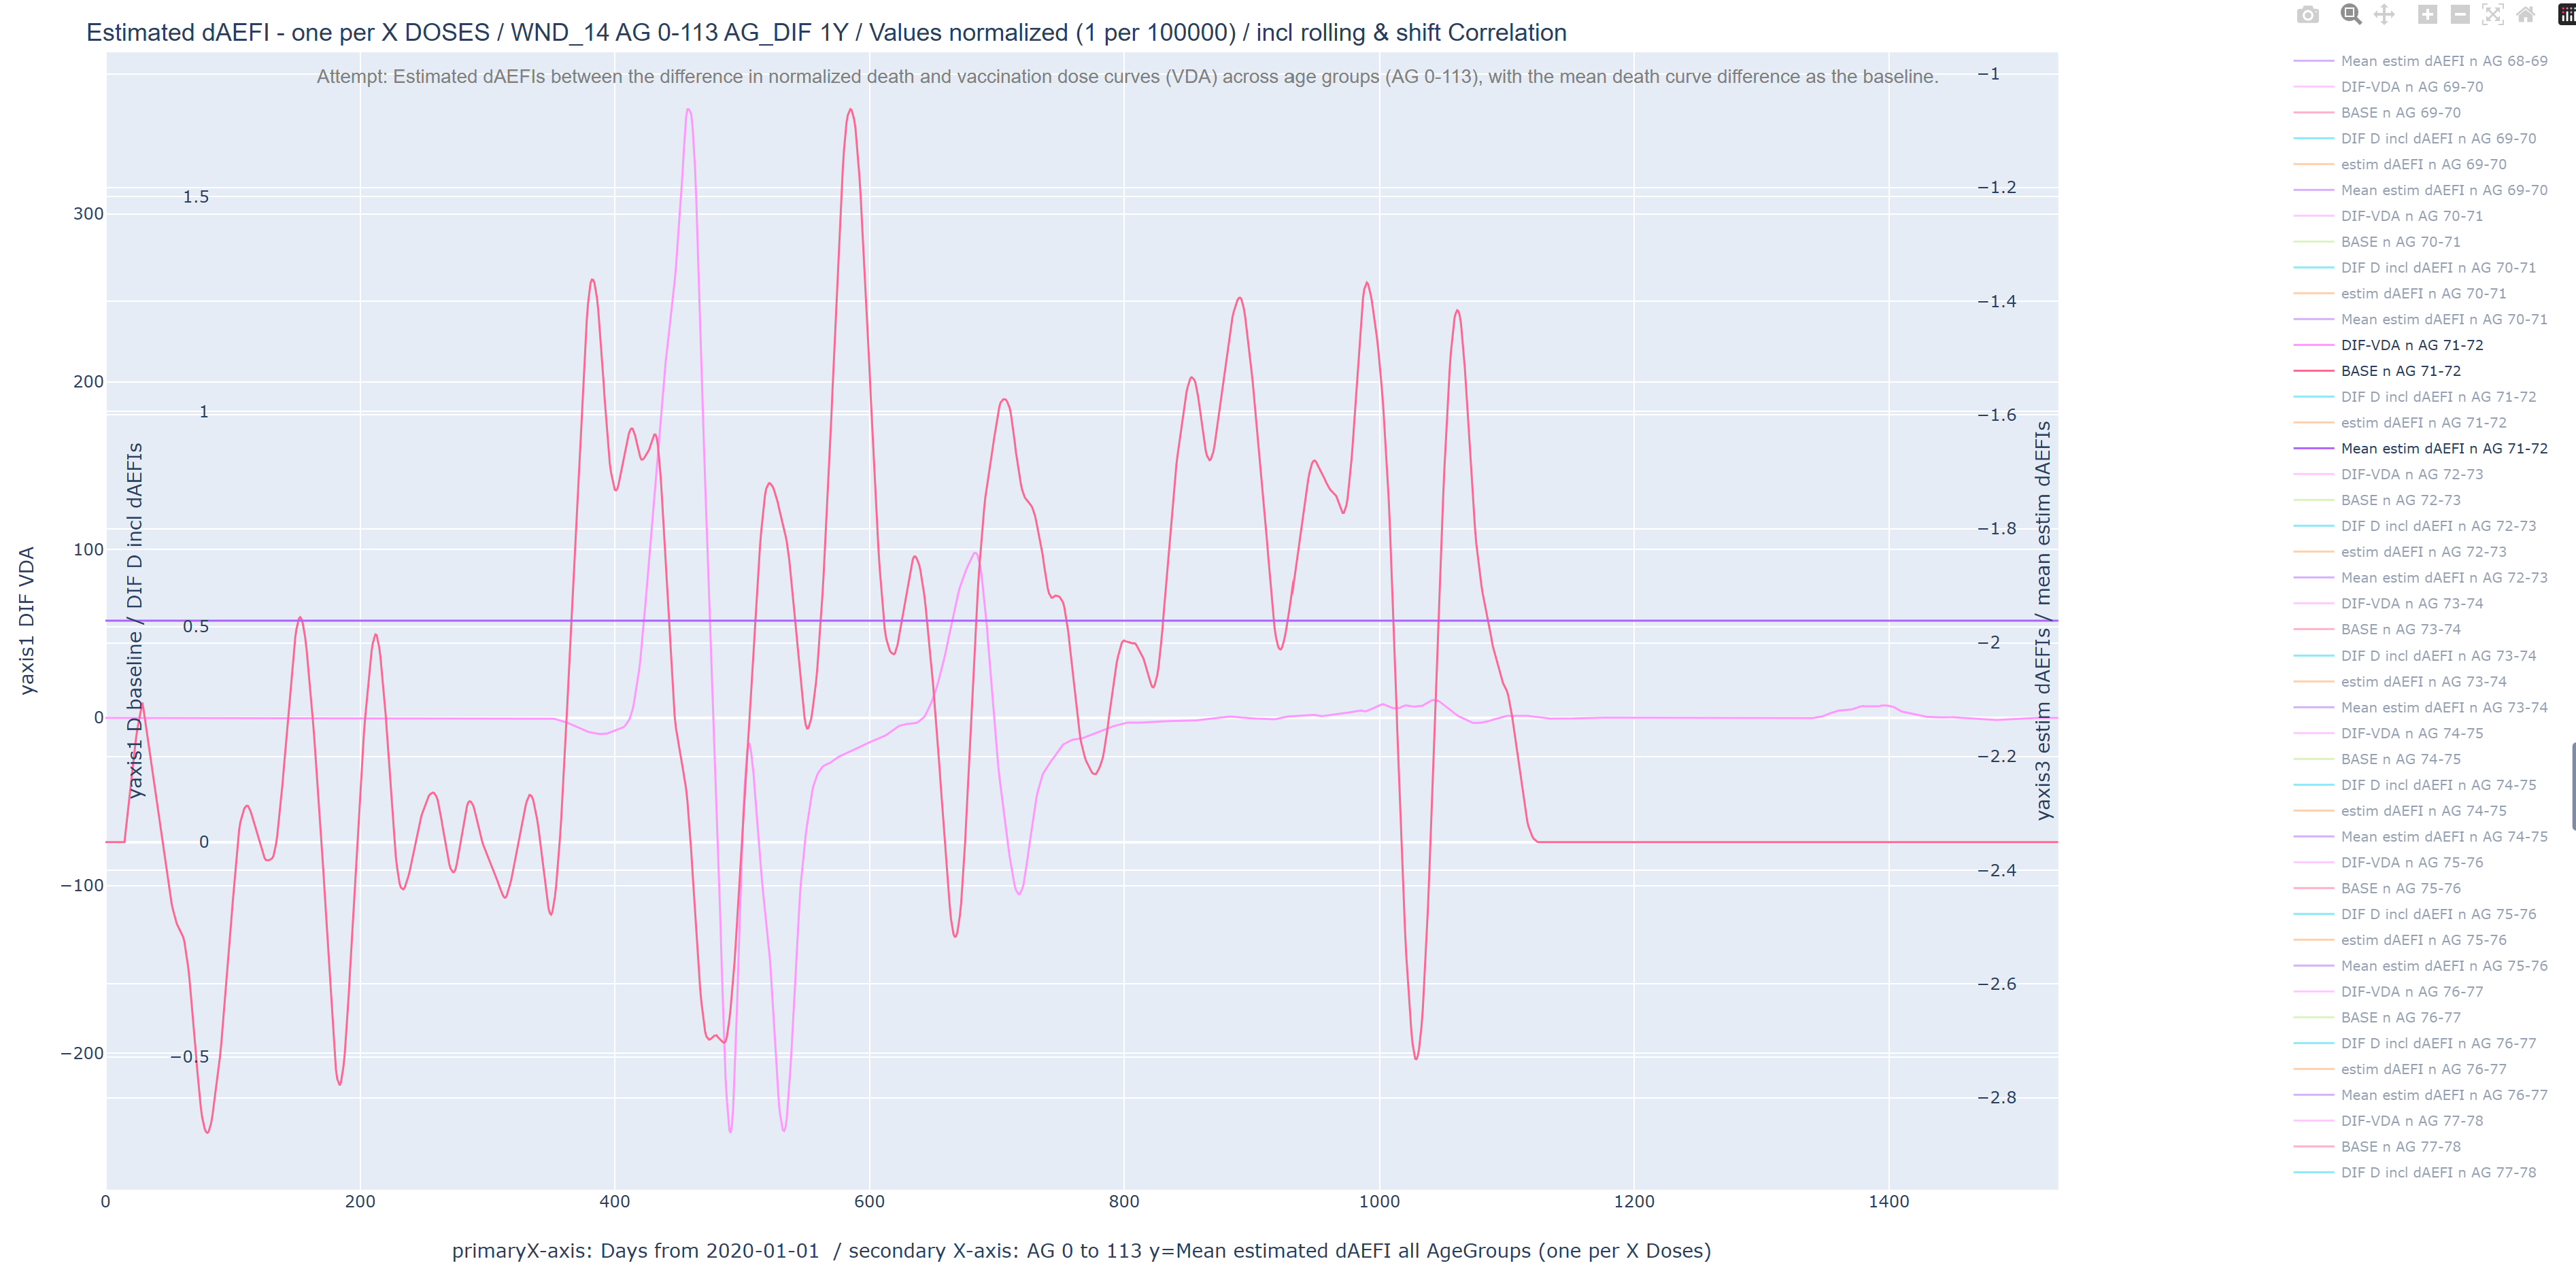 Estimated dAEFI - one per X DOSES / WND_14 AG 0-113 AG_DIF 1Y / Values normalized (1 per 100000) / incl rolling & shift Correlation
Attempt: Estimated dAEFIs between the difference in normalized death and vaccination dose curves (VDA) across age groups (AG 0-113), with the mean death curve difference as the baseline.
yaxis1 DIF VDA
300
200
100
0
−100
−200
yaxis1 D baseline / DIF D incl dAEFIs
1.5
1
0.5
0
−0.5
−1
−1.2
−1.4
−1.6
−1.8
−2
−2.2
−2.4
−2.6
−2.8
yaxis3 estim dAEFIs / mean estim dAEFIs
0
200
400
600
800
1000
1200
1400
primaryX-axis: Days from 2020-01-01 / secondary X-axis: AG 0 to 113 y=Mean estimated dAEFI all AgeGroups (one per X Doses)
Mean estim dAEFI n AG 68-69
DIF-VDA n AG 69-70
BASE n AG 69-70
DIF D incl dAEFI n AG 69-70
estim dAEFI n AG 69-70
Mean estim dAEFI n AG 69-70
DIF-VDA n AG 70-71
BASE n AG 70-71
DIF D incl dAEFI n AG 70-71
estim dAEFI n AG 70-71
Mean estim dAEFI n AG 70-71
DIF-VDA n AG 71-72
BASE n AG 71-72
DIF D incl dAEFI n AG 71-72
estim dAEFI n AG 71-72
Mean estim dAEFI n AG 71-72
DIF-VDA n AG 72-73
BASE n AG 72-73
DIF D incl dAEFI n AG 72-73
estim dAEFI n AG 72-73
Mean estim dAEFI n AG 72-73
DIF-VDA n AG 73-74
BASE n AG 73-74
DIF D incl dAEFI n AG 73-74
estim dAEFI n AG 73-74
Mean estim dAEFI n AG 73-74
DIF-VDA n AG 74-75
BASE n AG 74-75
DIF D incl dAEFI n AG 74-75
estim dAEFI n AG 74-75
Mean estim dAEFI n AG 74-75
DIF-VDA n AG 75-76
BASE n AG 75-76
DIF D incl dAEFI n AG 75-76
estim dAEFI n AG 75-76
Mean estim dAEFI n AG 75-76
DIF-VDA n AG 76-77
BASE n AG 76-77
DIF D incl dAEFI n AG 76-77
estim dAEFI n AG 76-77
Mean estim dAEFI n AG 76-77
DIF-VDA n AG 77-78
BASE n AG 77-78
DIF D incl dAEFI n AG 77-78